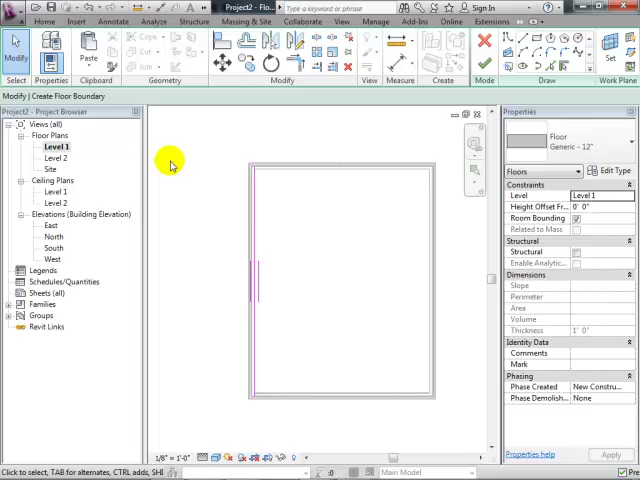 Project2 - Floo...
Type a keyword or phrase
Home Insert Annotate Analyze Structure Massing & Site Collaborate View Manage Add-Ins Online Extensions
Modify
Properties
Paste
Cope
Cut
Join
Set
Select Properties Clipboard Geometry Modify View Measure Create Mode Draw Work Plane
Modify | Create Floor Boundary
Project2 - Project Browser
Views (all)
Floor Plans
Level 1
Level 2
Site
Ceiling Plans
Level 1
Level 2
Elevations (Building Elevation)
East
North
South
West
Legends
Schedules/Quantities
Sheets (all)
Families
Groups
Revit Links
Properties
Floor
Generic - 12"
Floors Edit Type
Constraints
Level Level 1
Height Offset Fr... 0' 0"
Room Bounding
Related to Mass
Structural
Structural
Enable Analytic...
Dimensions
Slope
Perimeter
Area
Volume
Thickness 1' 0"
Identity Data
Comments
Mark
Phasing
Phase Created New Constru...
Phase Demolish... None
Properties help Apply
1/8" = 1'-0"
Click to select, TAB for alternates, CTRL adds, SHI :0 Main Model Pre